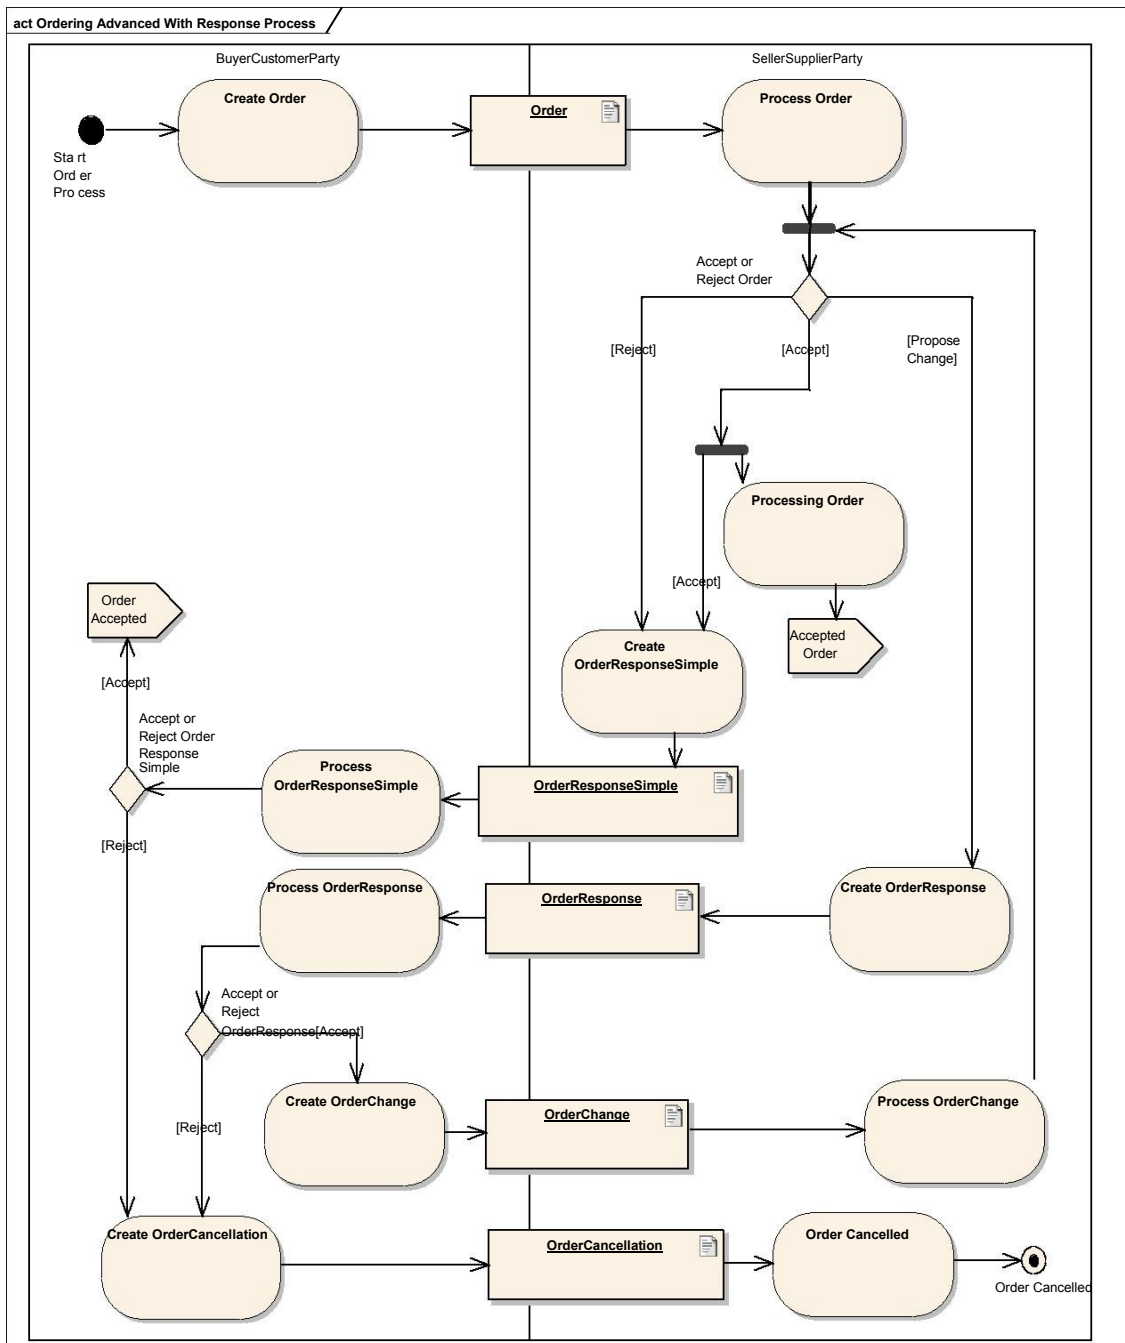 act Ordering Advanced With Response Process
BuyerCustomerParty
SellerSupplierParty
Create Order
Order
Process Order
Sta rt
Ord er
Pro cess
Accept or
Reject Order
[Reject]
[Accept]
[Propose
Change]
Processing Order
[Accept]
Order
Accepted
Accepted
Order
Create
OrderResponseSimple
[Accept]
Accept or
Reject Order
Response
Simple
Process
OrderResponseSimple
OrderResponseSimple
[Reject]
Process OrderResponse
OrderResponse
Create OrderResponse
Accept or
Reject
OrderResponse[Accept]
Create OrderChange
OrderChange
Process OrderChange
[Reject]
Create OrderCancellation
OrderCancellation
Order Cancelled
Order Cancelled